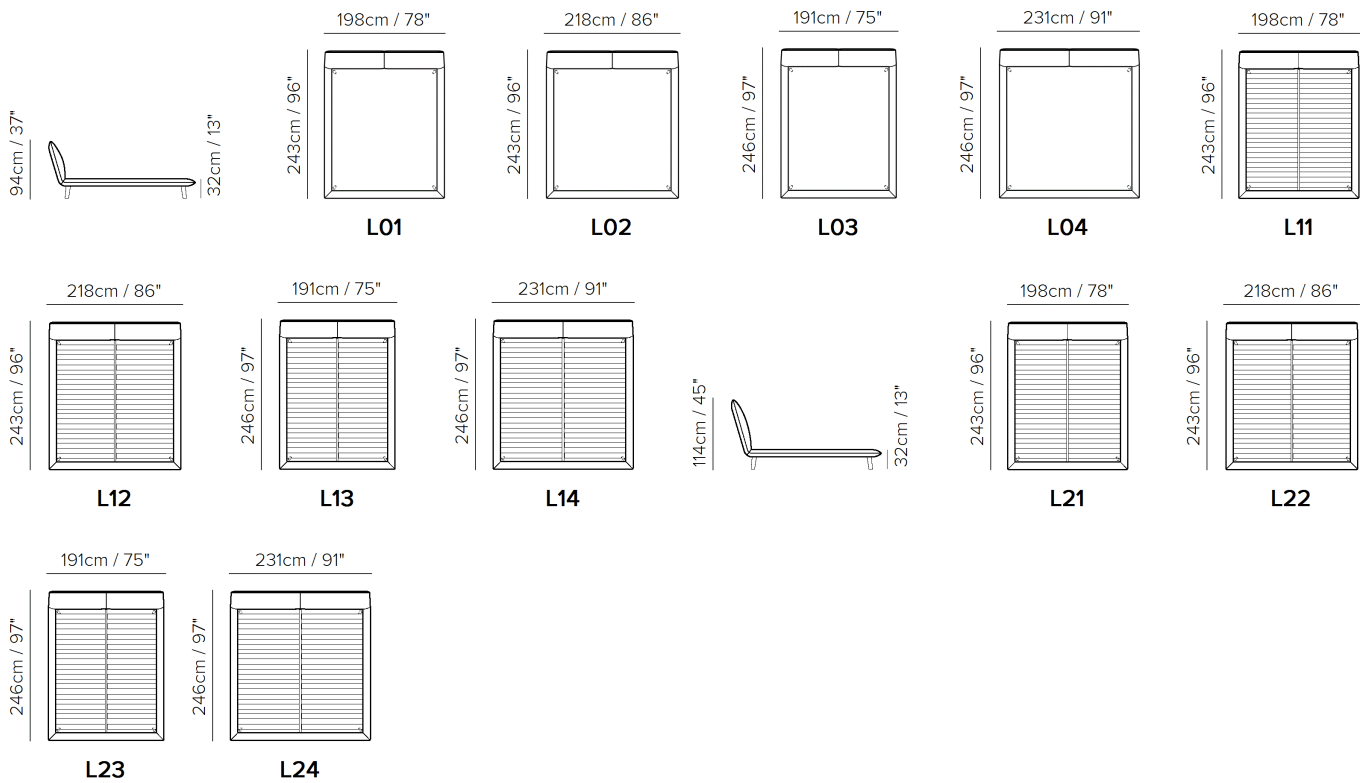 94cm / 37"
32cm / 13"
198cm / 78"
243cm / 96"
L01
218cm / 86"
243cm / 96"
L02
191cm / 75"
246cm / 97"
L03
231cm / 91"
246cm / 97"
L04
198cm / 78"
243cm / 96"
L11
218cm / 86"
243cm / 96"
L12
191cm / 75"
246cm / 97"
L13
231cm / 91"
246cm / 97"
L14
114cm / 45"
32cm / 13"
198cm / 78"
243cm / 96"
L21
218cm / 86"
243cm / 96"
L22
191cm / 75"
246cm / 97"
L23
231cm / 91"
246cm / 97"
L24